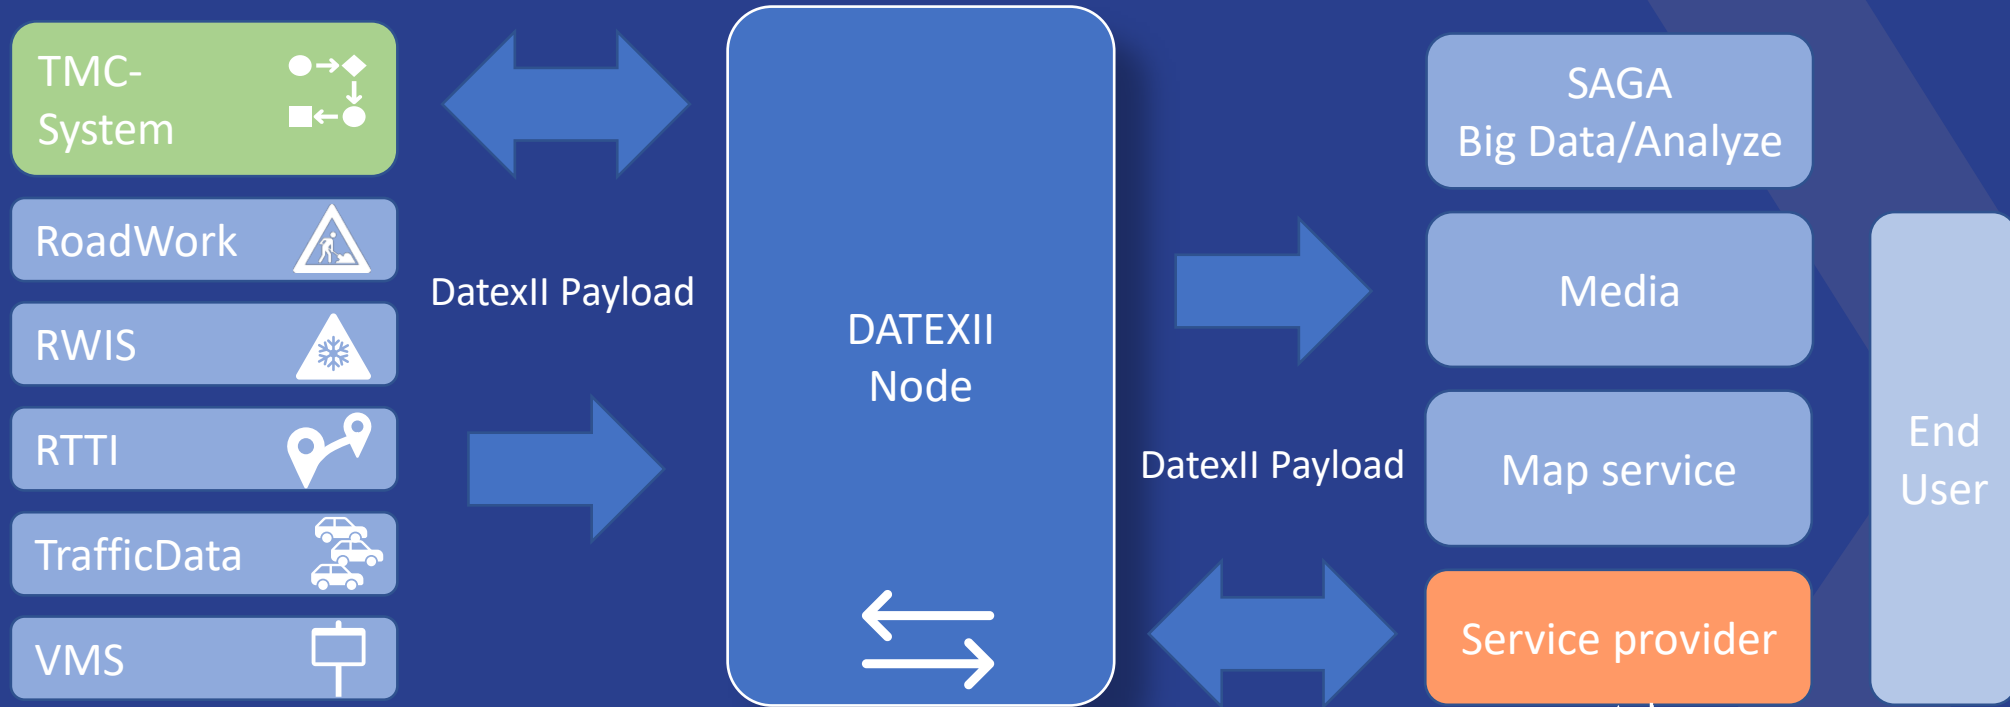 TMC-
System
RoadWork
RWIS
RTTI
TrafficData
VMS
DatexII Payload
DATEXII
Node
DatexII Payload
SAGA
Big Data/Analyze
Media
Map service
Service provider
End
User